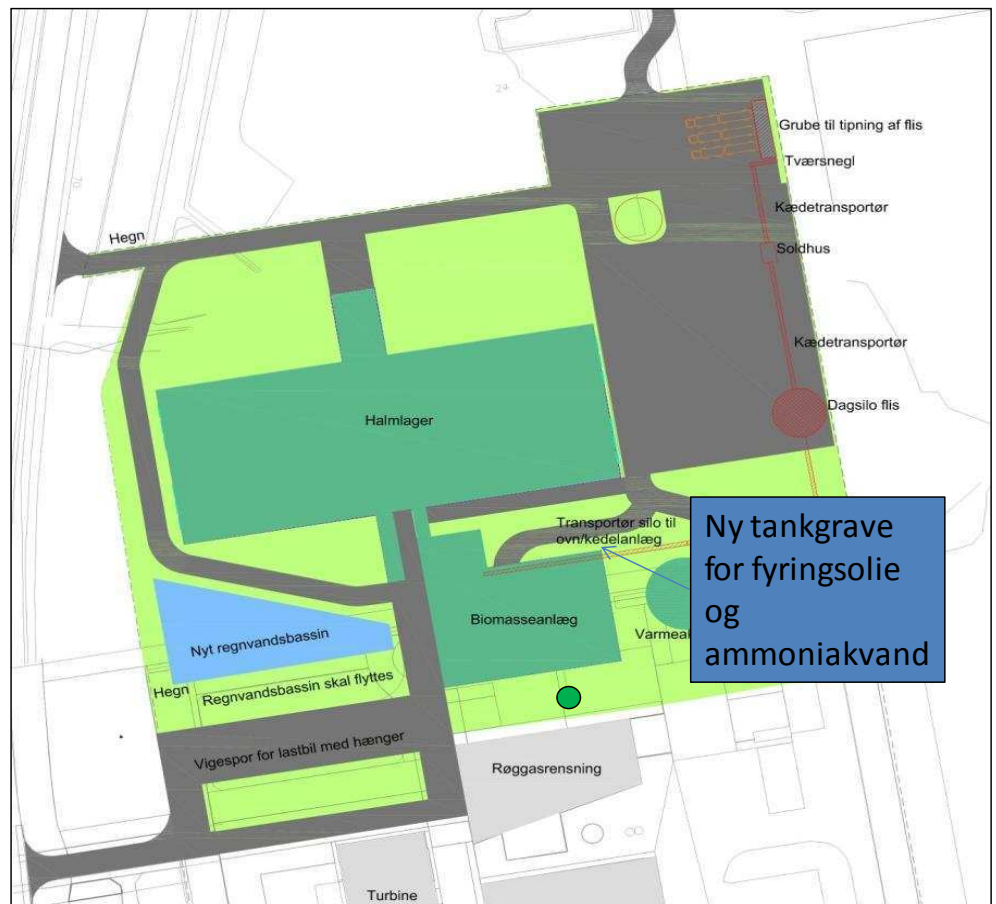 Grube til tipning af flis
Tværsnegl
Kædetransportør
Hegn
Soldhus
Kædetransportør
Dagsilo flis
Halmlager
Transportør silo til
ovn/kedelanlæg
Ny tankgrave
for fyringsolie
og
ammoniakvand
Biomasseanlæg
Nyt regnvandsbassin
Hegn
Regnvandsbassin skal flyttes
Vigespor for lastbil med hænger
Røggasrensning
Turbine